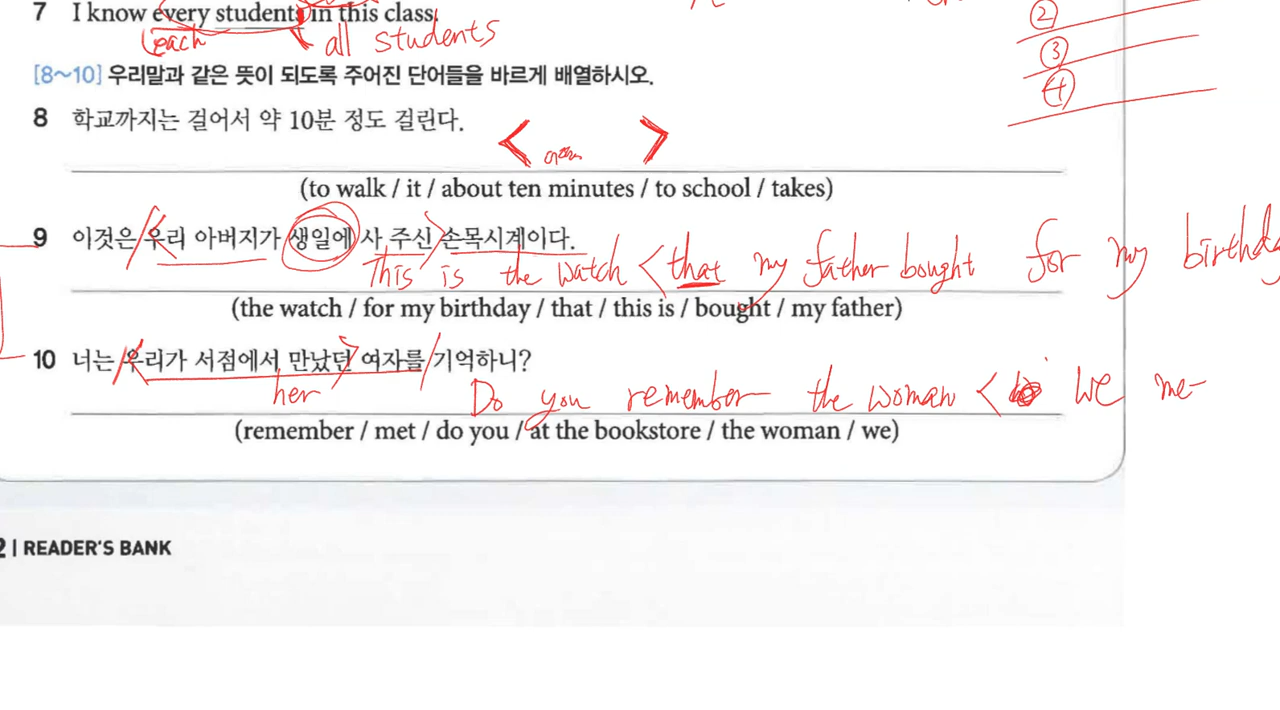 7 I know every students in this class.
each
all students
②
③
④
[8~10] 우리말과 같은 뜻이 되도록 주어진 단어들을 바르게 배열하시오.
8 학교까지는 걸어서 약 10분 정도 걸린다.
(to walk / it / about ten minutes / to school / takes)
9 이것은 우리 아버지가 생일에 사 주신 손목시계이다.
This is the watch < that my father bought for my birthday
(the watch / for my birthday / that / this is / bought / my father)
10 너는 우리가 서점에서 만났던 여자를 기억하니?
her
Do you remember the woman < we me
(remember / met / do you / at the bookstore / the woman / we)
2 | READER'S BANK